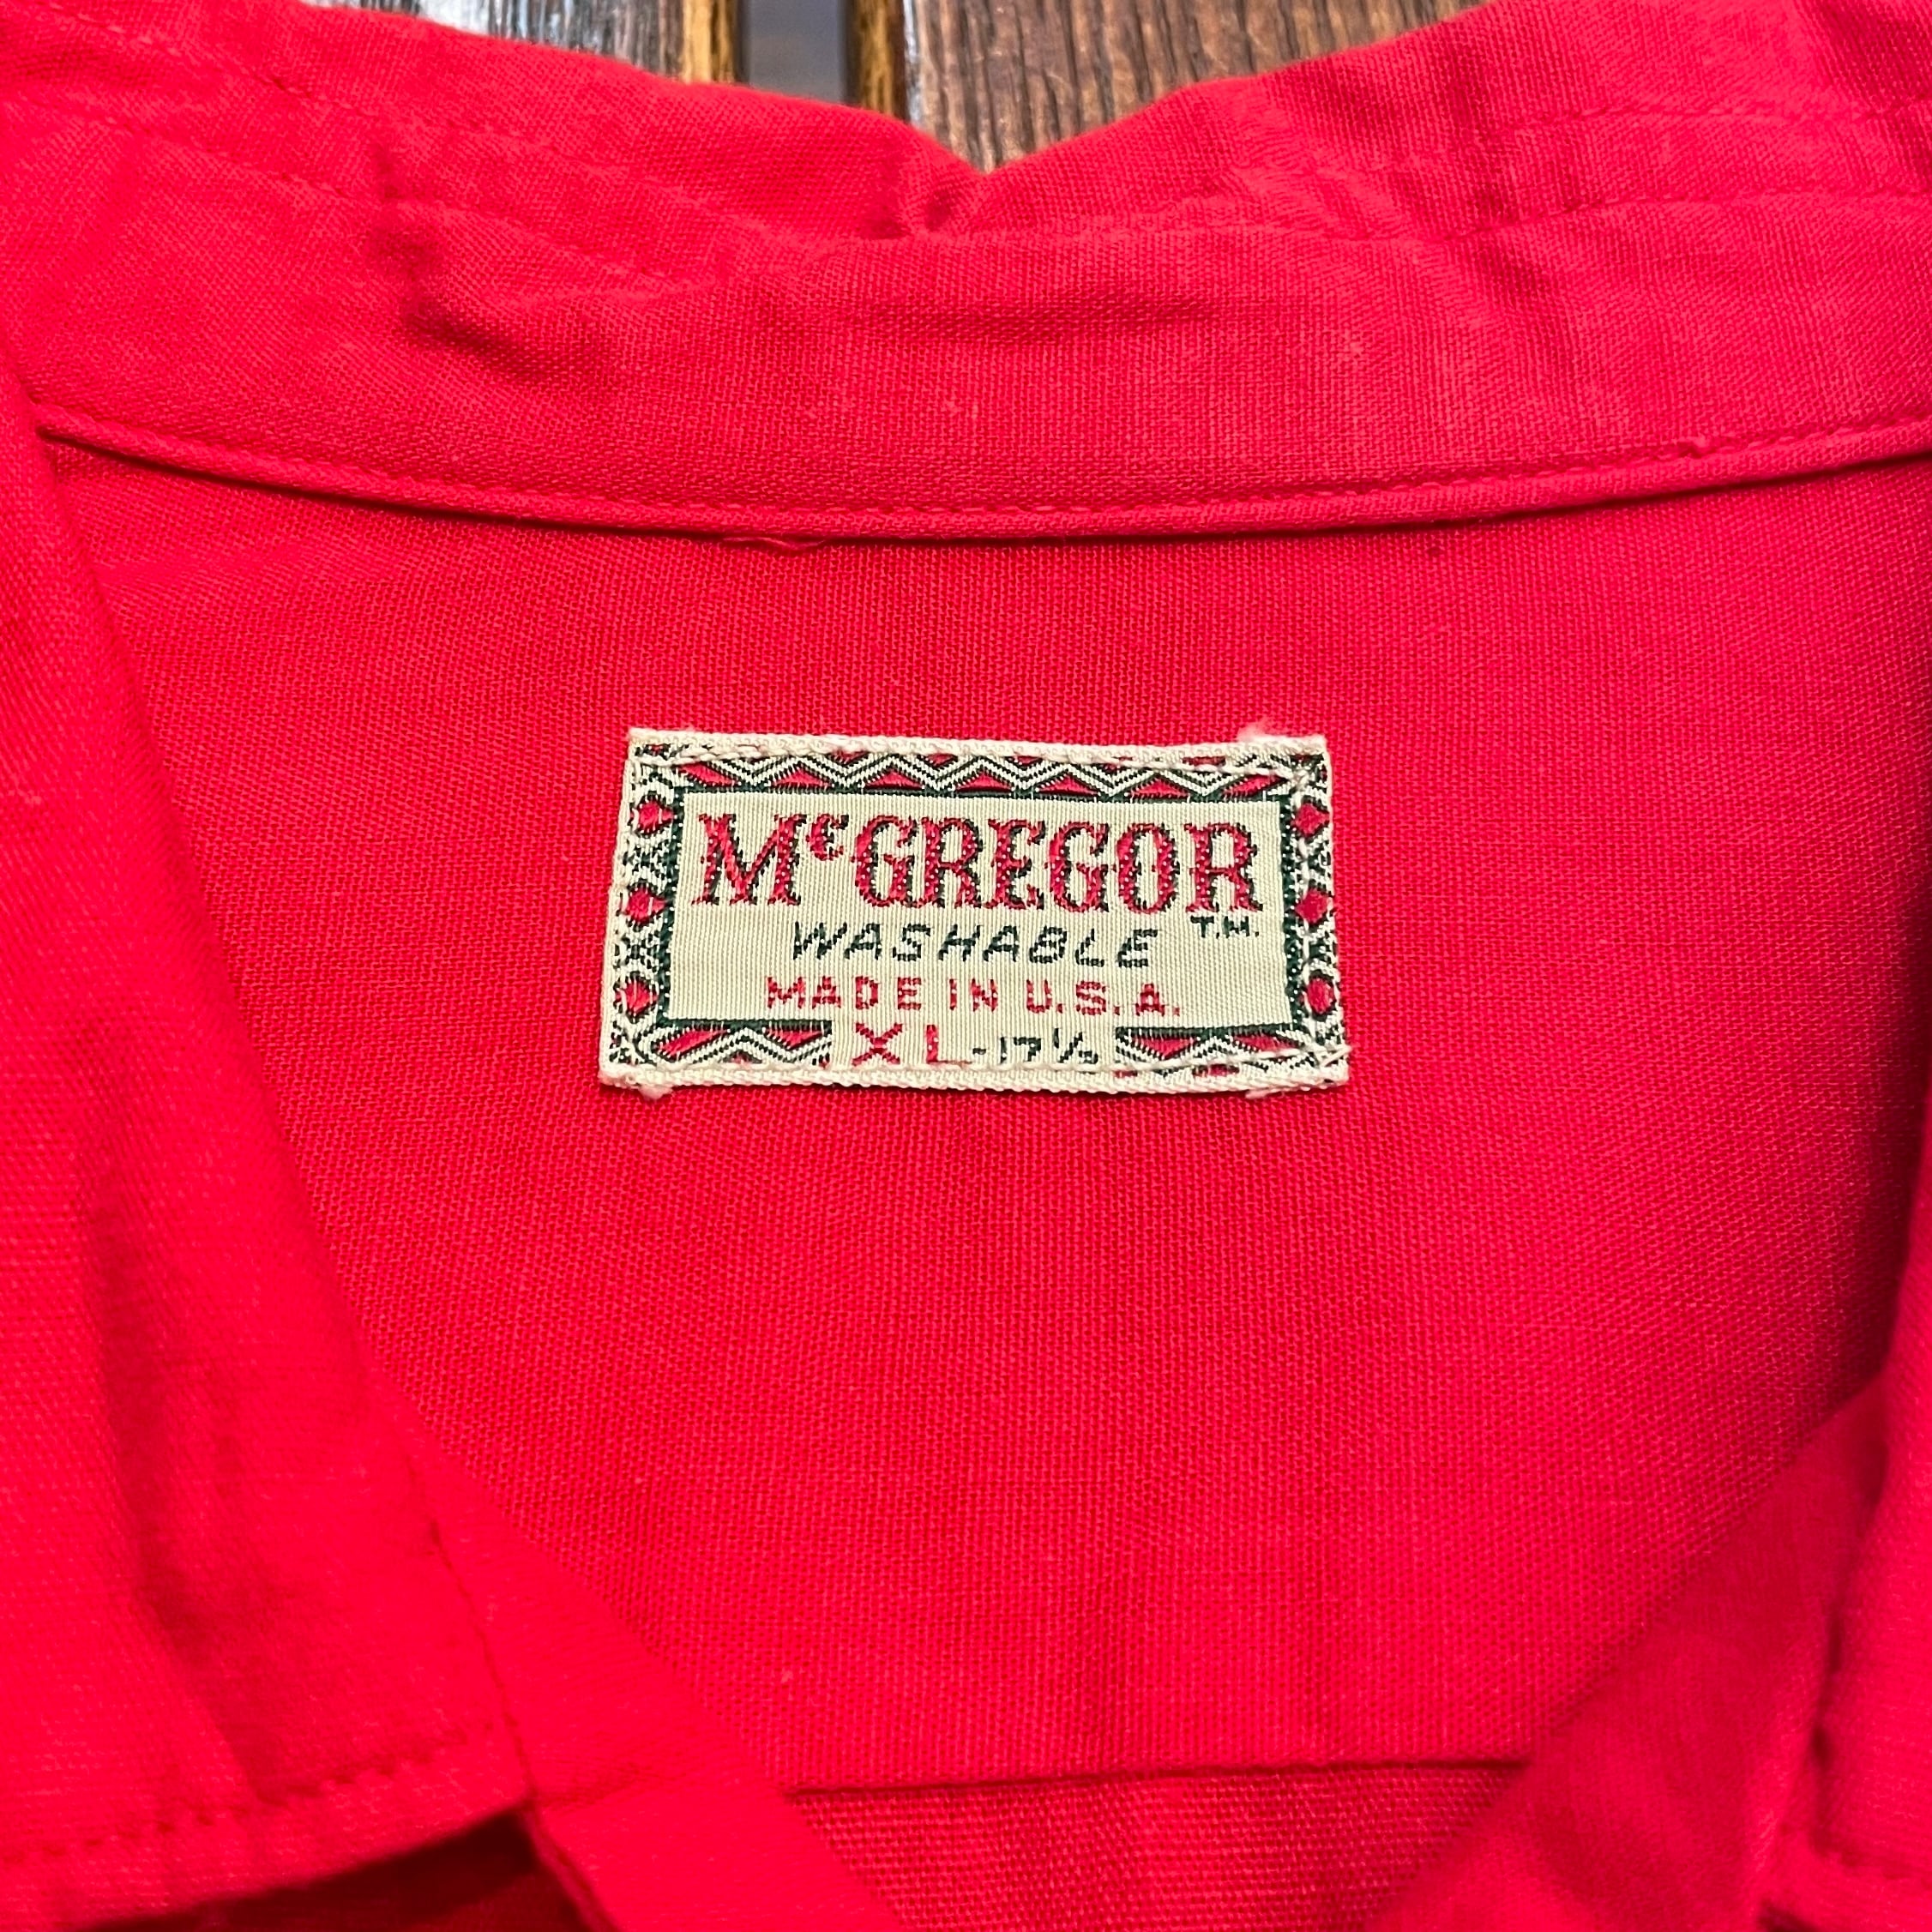 McGREGOR
T.M.
WASHABLE
MADE IN U.S.A.
XL-17½